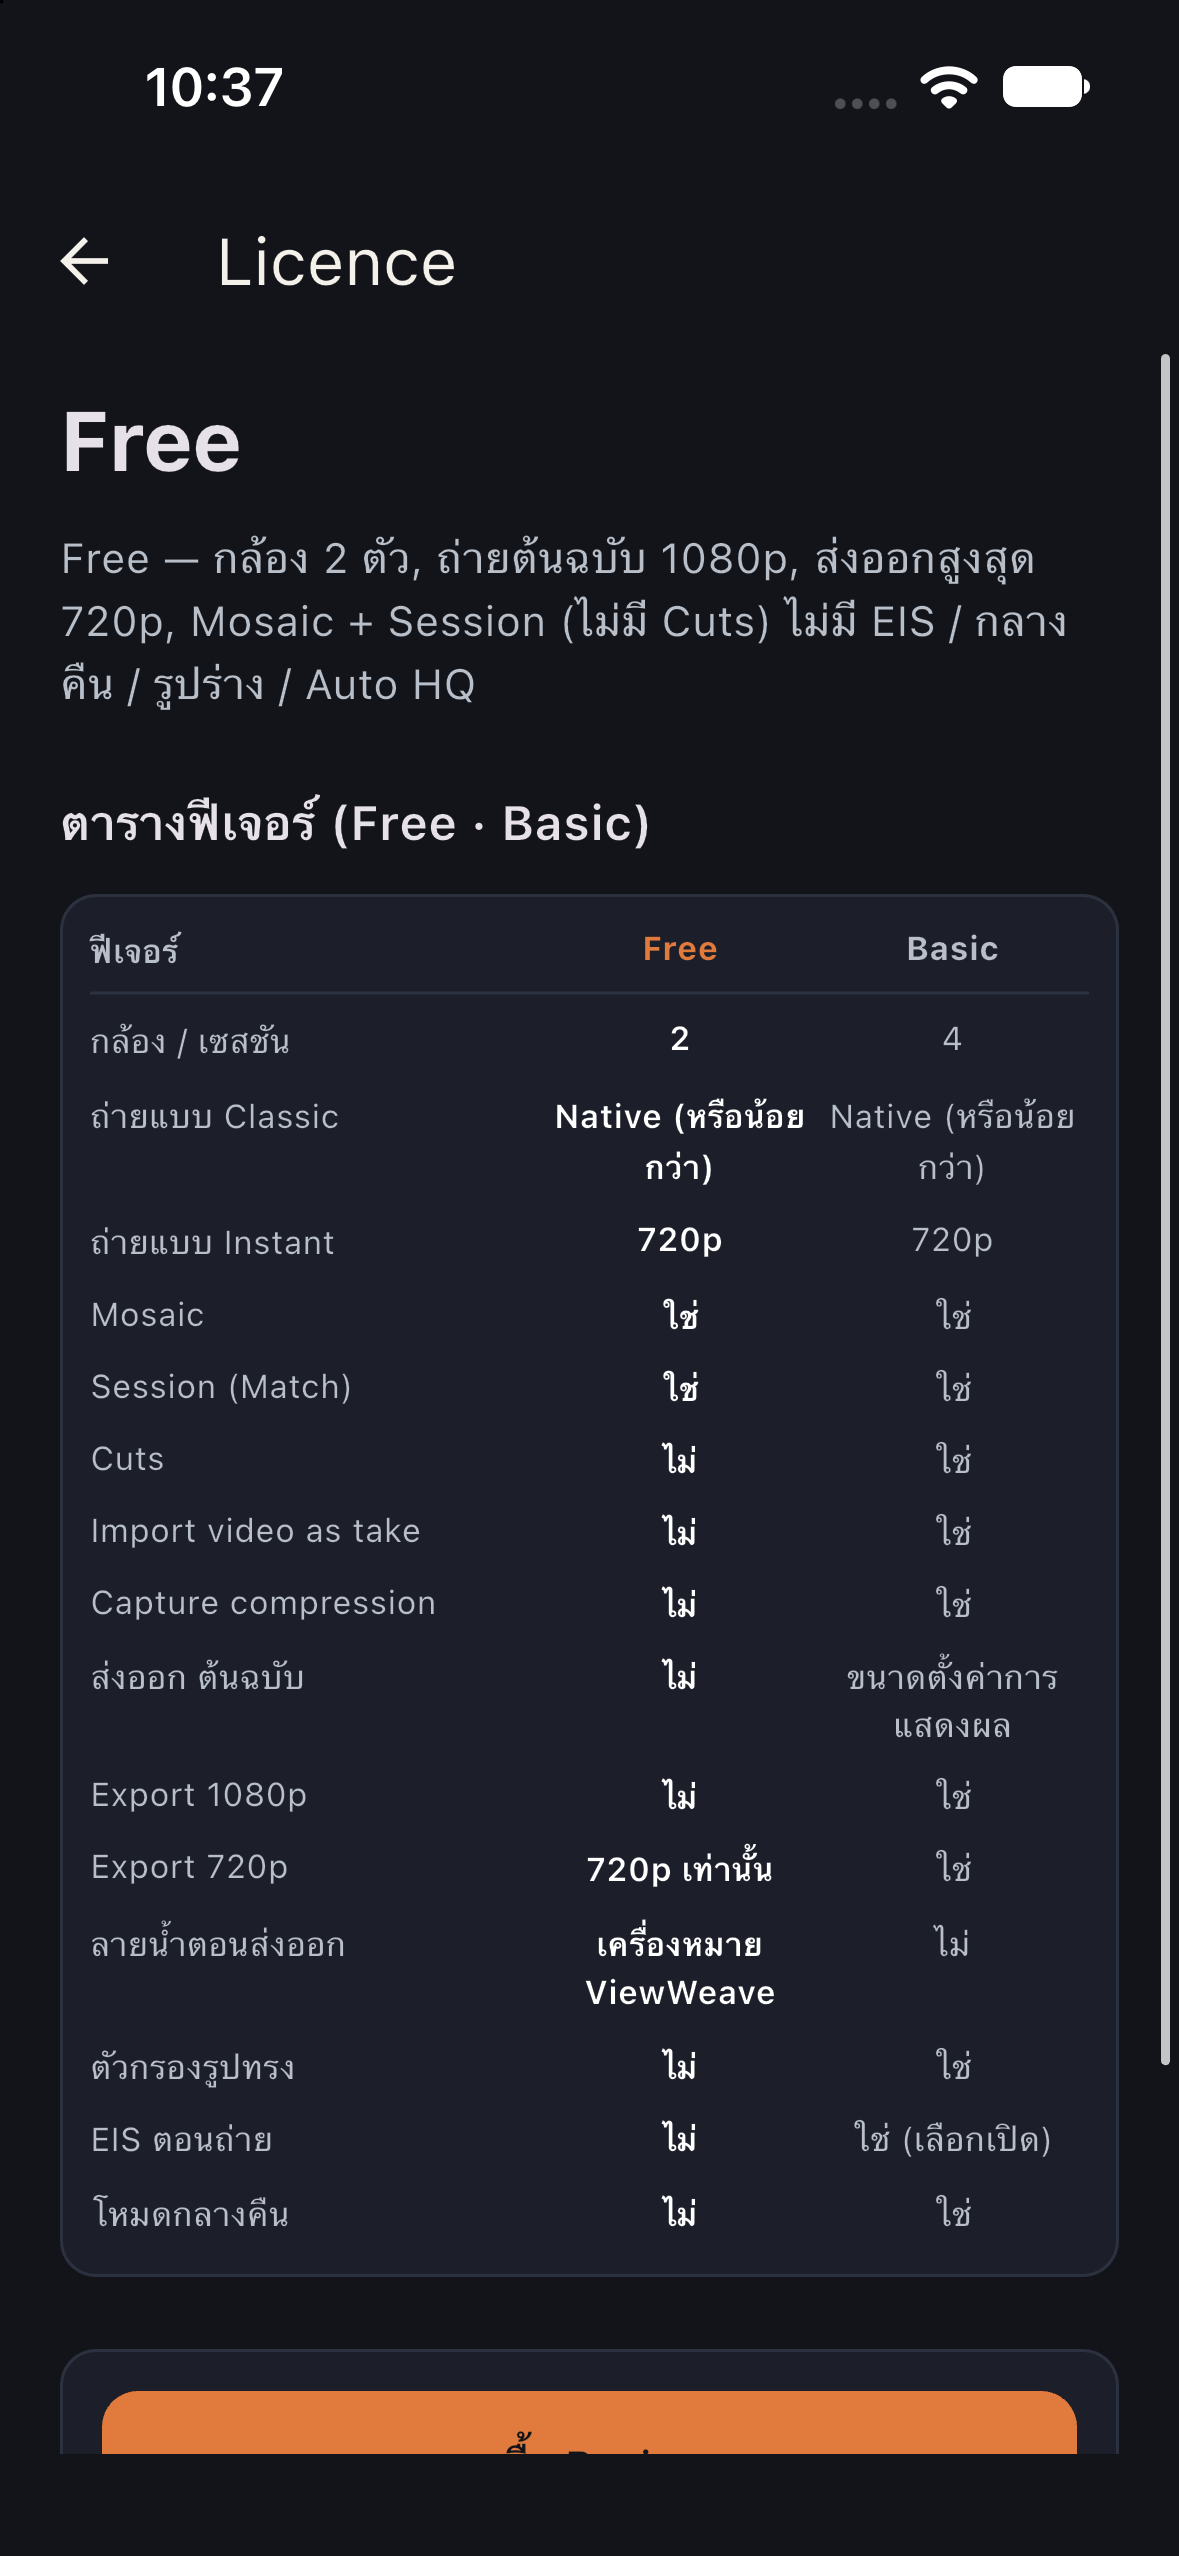 10:37
Licence
Free
Free — กล้อง 2 ตัว, ถ่ายต้นฉบับ 1080p, ส่งออกสูงสุด
720p, Mosaic + Session (ไม่มี Cuts) ไม่มี EIS / กลาง
คืน / รูปร่าง / Auto HQ
ตารางฟีเจอร์ (Free · Basic)
ฟีเจอร์ Free Basic
กล้อง / เซสชัน 2 4
ถ่ายแบบ Classic Native (หรือน้อย Native (หรือน้อย
กว่า) กว่า)
ถ่ายแบบ Instant 720p 720p
Mosaic ใช่ ใช่
Session (Match) ใช่ ใช่
Cuts ไม่ ใช่
Import video as take ไม่ ใช่
Capture compression ไม่ ใช่
ส่งออก ต้นฉบับ ไม่ ขนาดตั้งค่าการ
แสดงผล
Export 1080p ไม่ ใช่
Export 720p 720p เท่านั้น ใช่
ลายน้ำตอนส่งออก เครื่องหมาย ไม่
ViewWeave
ตัวกรองรูปทรง ไม่ ใช่
EIS ตอนถ่าย ไม่ ใช่ (เลือกเปิด)
โหมดกลางคืน ไม่ ใช่